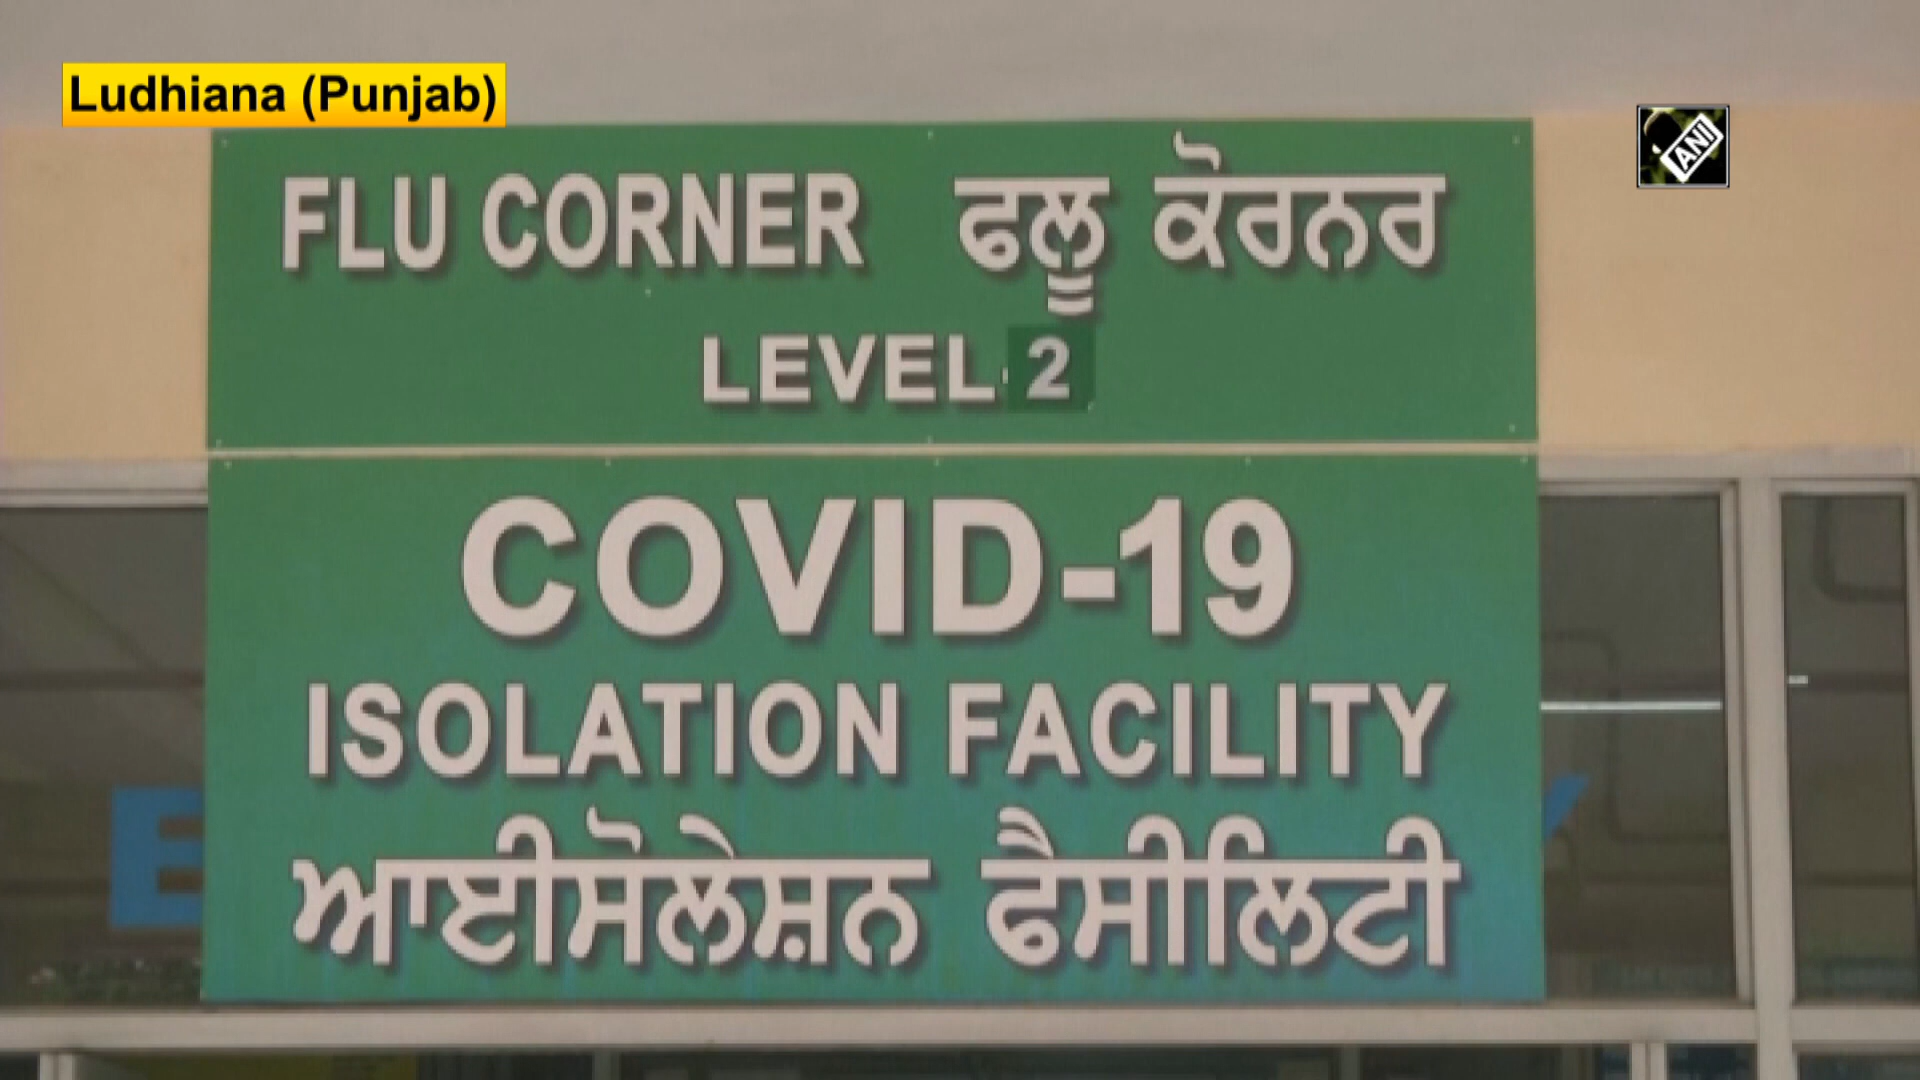 Ludhiana (Punjab)
ANI
FLU CORNER ਫਲੂ ਕੋਰਨਰ
LEVEL-2
COVID-19
ISOLATION FACILITY
ਆਈਸੋਲੇਸ਼ਨ ਫੈਸੀਲਿਟੀ